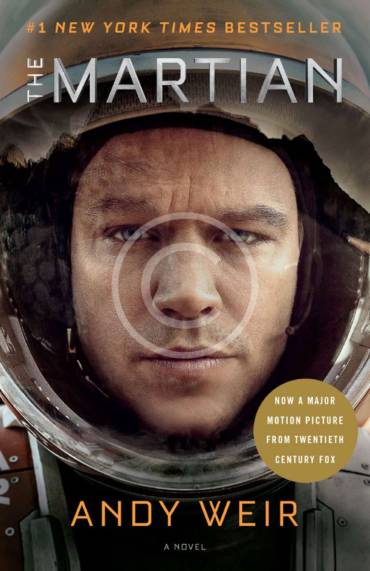 #1 NEW YORK TIMES BESTSELLER
THE MARTIAN
NOW A MAJOR
MOTION PICTURE
FROM TWENTIETH
CENTURY FOX
ANDY WEIR
A NOVEL